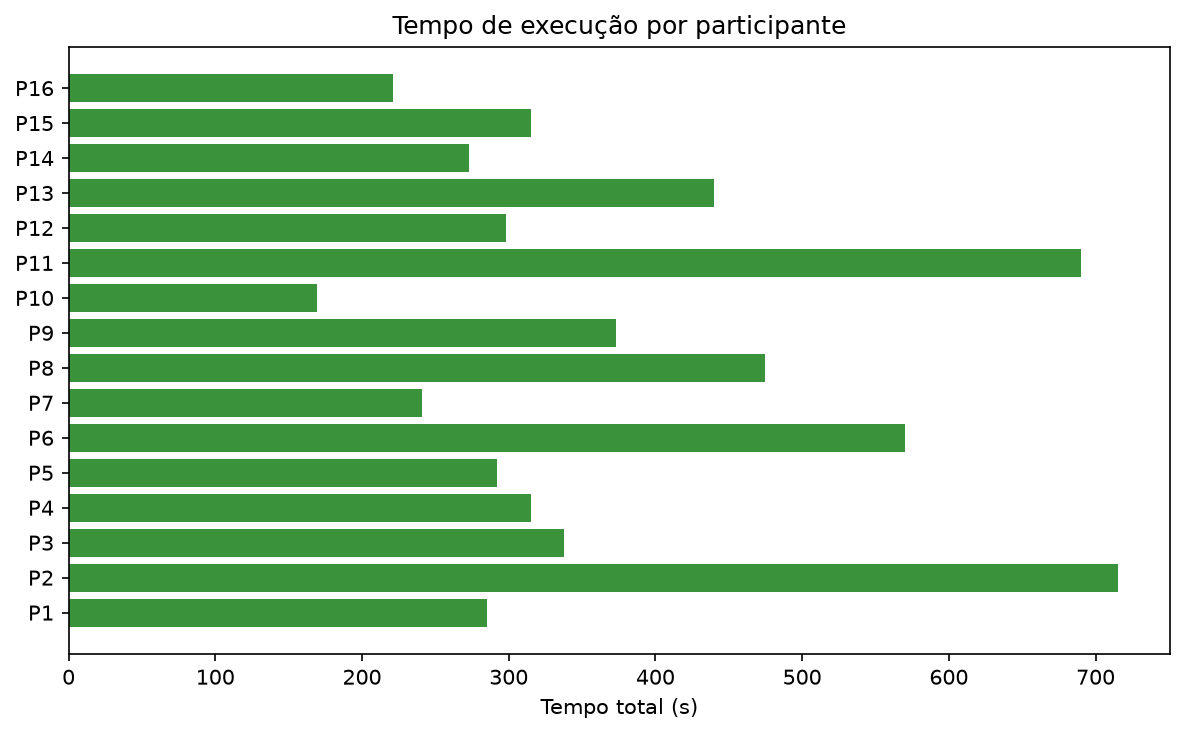 Tempo de execução por participante
P16
P15
P14
P13
P12
P11
P10
P9
P8
P7
P6
P5
P4
P3
P2
P1
0 100 200 300 400 500 600 700
Tempo total (s)